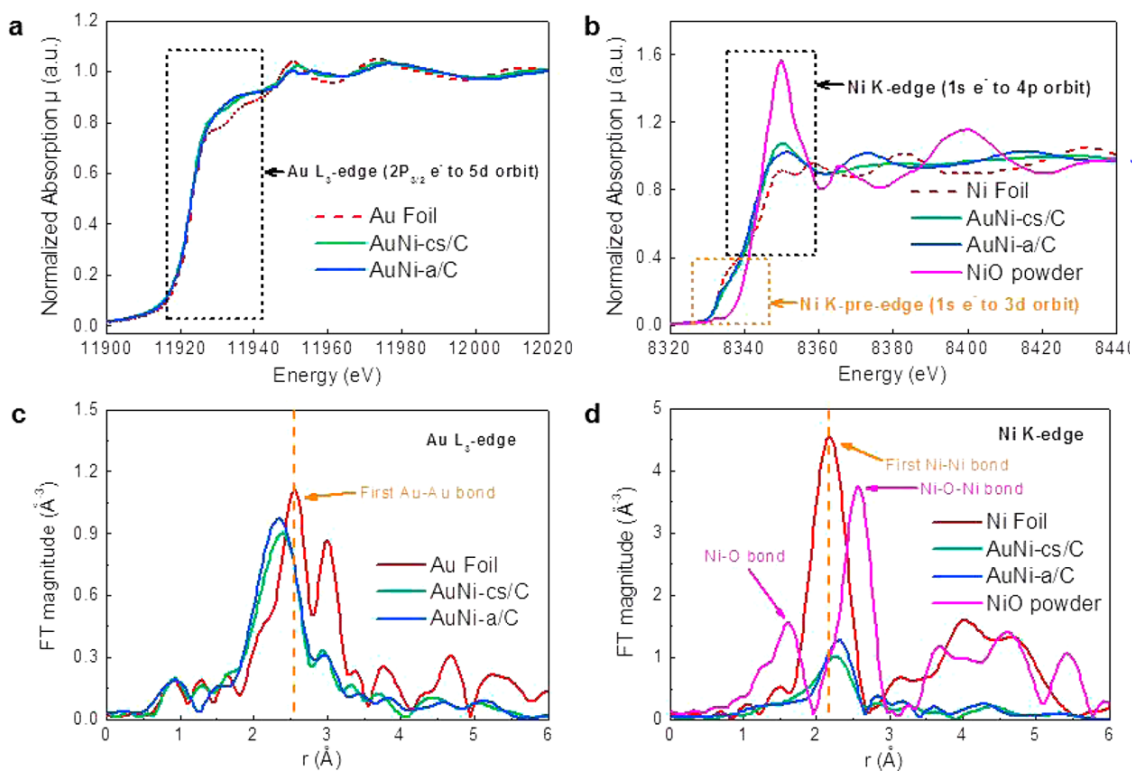 a
Normalized Absorption μ (a.u.)
1.2
1.0
0.8
0.6
0.4
0.2
0.0
Au L₃-edge (2P₃/₂ e⁻ to 5d orbit)
Au Foil
AuNi-cs/C
AuNi-a/C
11900 11920 11940 11960 11980 12000 12020
Energy (eV)
b
Normalized Absorption μ (a.u.)
1.6
1.2
0.8
0.4
0.0
Ni K-edge (1s e⁻ to 4p orbit)
Ni Foil
AuNi-cs/C
AuNi-a/C
NiO powder
Ni K-pre-edge (1s e⁻ to 3d orbit)
8320 8340 8360 8380 8400 8420 8440
Energy (eV)
c
FT magnitude (Å⁻³)
1.5
1.2
0.9
0.6
0.3
0.0
Au L₃-edge
First Au-Au bond
Au Foil
AuNi-cs/C
AuNi-a/C
0 1 2 3 4 5 6
r (Å)
d
FT magnitude (Å⁻³)
5
4
3
2
1
0
Ni K-edge
First Ni-Ni bond
Ni-O-Ni bond
Ni-O bond
Ni Foil
AuNi-cs/C
AuNi-a/C
NiO powder
0 1 2 3 4 5 6
r (Å)